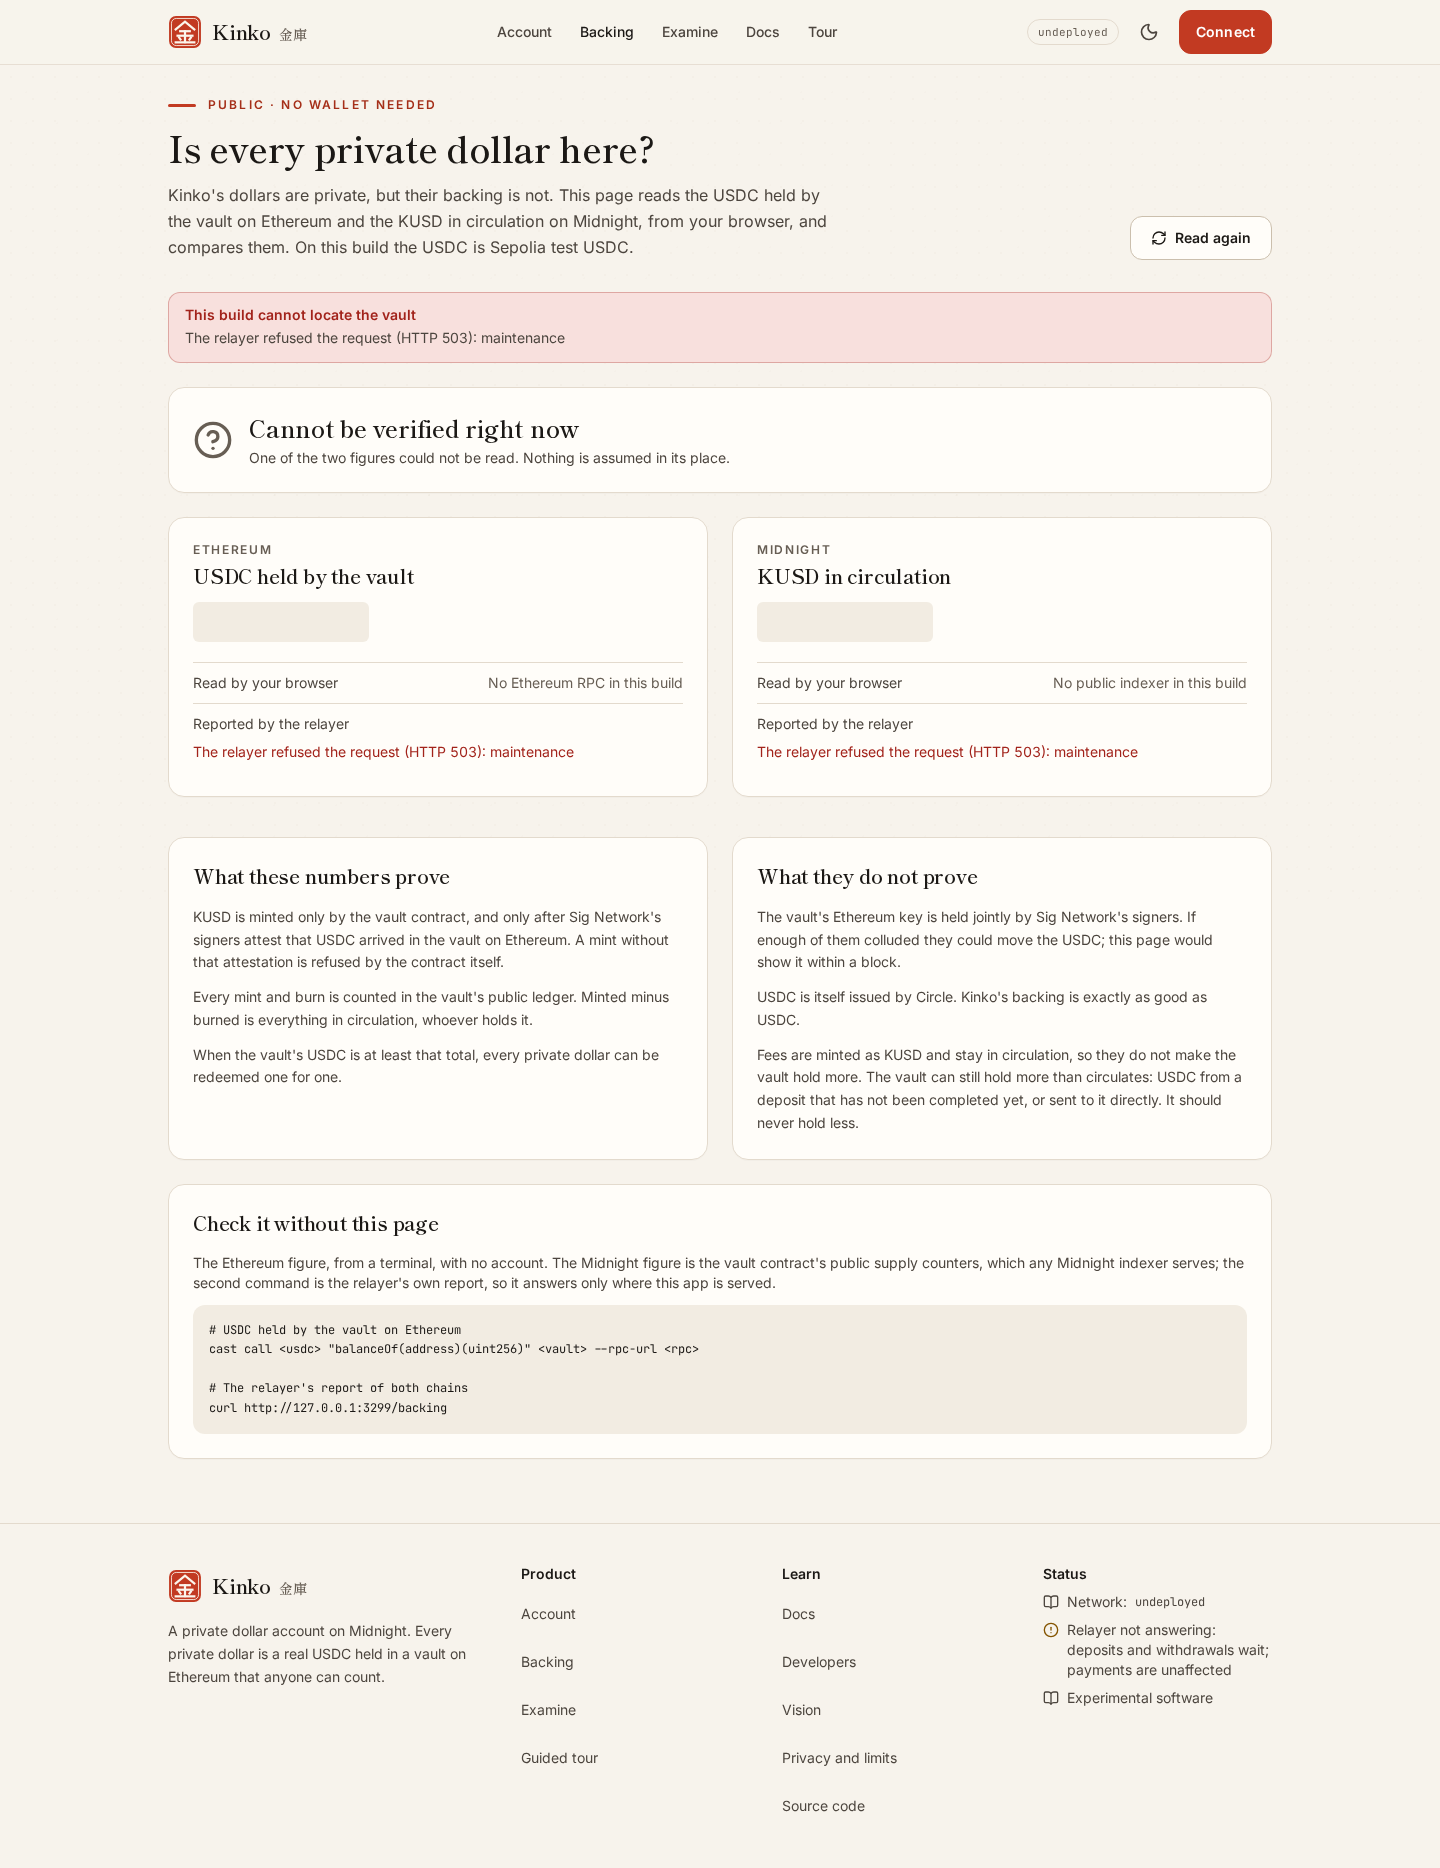 金 Kinko 金庫
Account Backing Examine Docs Tour
undeployed
Connect
PUBLIC · NO WALLET NEEDED
Is every private dollar here?
Kinko's dollars are private, but their backing is not. This page reads the USDC held by
the vault on Ethereum and the KUSD in circulation on Midnight, from your browser, and
compares them. On this build the USDC is Sepolia test USDC.
Read again
This build cannot locate the vault
The relayer refused the request (HTTP 503): maintenance
Cannot be verified right now
One of the two figures could not be read. Nothing is assumed in its place.
ETHEREUM
USDC held by the vault
Read by your browser No Ethereum RPC in this build
Reported by the relayer
The relayer refused the request (HTTP 503): maintenance
MIDNIGHT
KUSD in circulation
Read by your browser No public indexer in this build
Reported by the relayer
The relayer refused the request (HTTP 503): maintenance
What these numbers prove
KUSD is minted only by the vault contract, and only after Sig Network's
signers attest that USDC arrived in the vault on Ethereum. A mint without
that attestation is refused by the contract itself.
Every mint and burn is counted in the vault's public ledger. Minted minus
burned is everything in circulation, whoever holds it.
When the vault's USDC is at least that total, every private dollar can be
redeemed one for one.
What they do not prove
The vault's Ethereum key is held jointly by Sig Network's signers. If
enough of them colluded they could move the USDC; this page would
show it within a block.
USDC is itself issued by Circle. Kinko's backing is exactly as good as
USDC.
Fees are minted as KUSD and stay in circulation, so they do not make the
vault hold more. The vault can still hold more than circulates: USDC from a
deposit that has not been completed yet, or sent to it directly. It should
never hold less.
Check it without this page
The Ethereum figure, from a terminal, with no account. The Midnight figure is the vault contract's public supply counters, which any Midnight indexer serves; the
second command is the relayer's own report, so it answers only where this app is served.
# USDC held by the vault on Ethereum
cast call <usdc> "balanceOf(address)(uint256)" <vault> --rpc-url <rpc>
# The relayer's report of both chains
curl http://127.0.0.1:3299/backing
金 Kinko 金庫
A private dollar account on Midnight. Every
private dollar is a real USDC held in a vault on
Ethereum that anyone can count.
Product
Account
Backing
Examine
Guided tour
Learn
Docs
Developers
Vision
Privacy and limits
Source code
Status
Network: undeployed
Relayer not answering:
deposits and withdrawals wait;
payments are unaffected
Experimental software